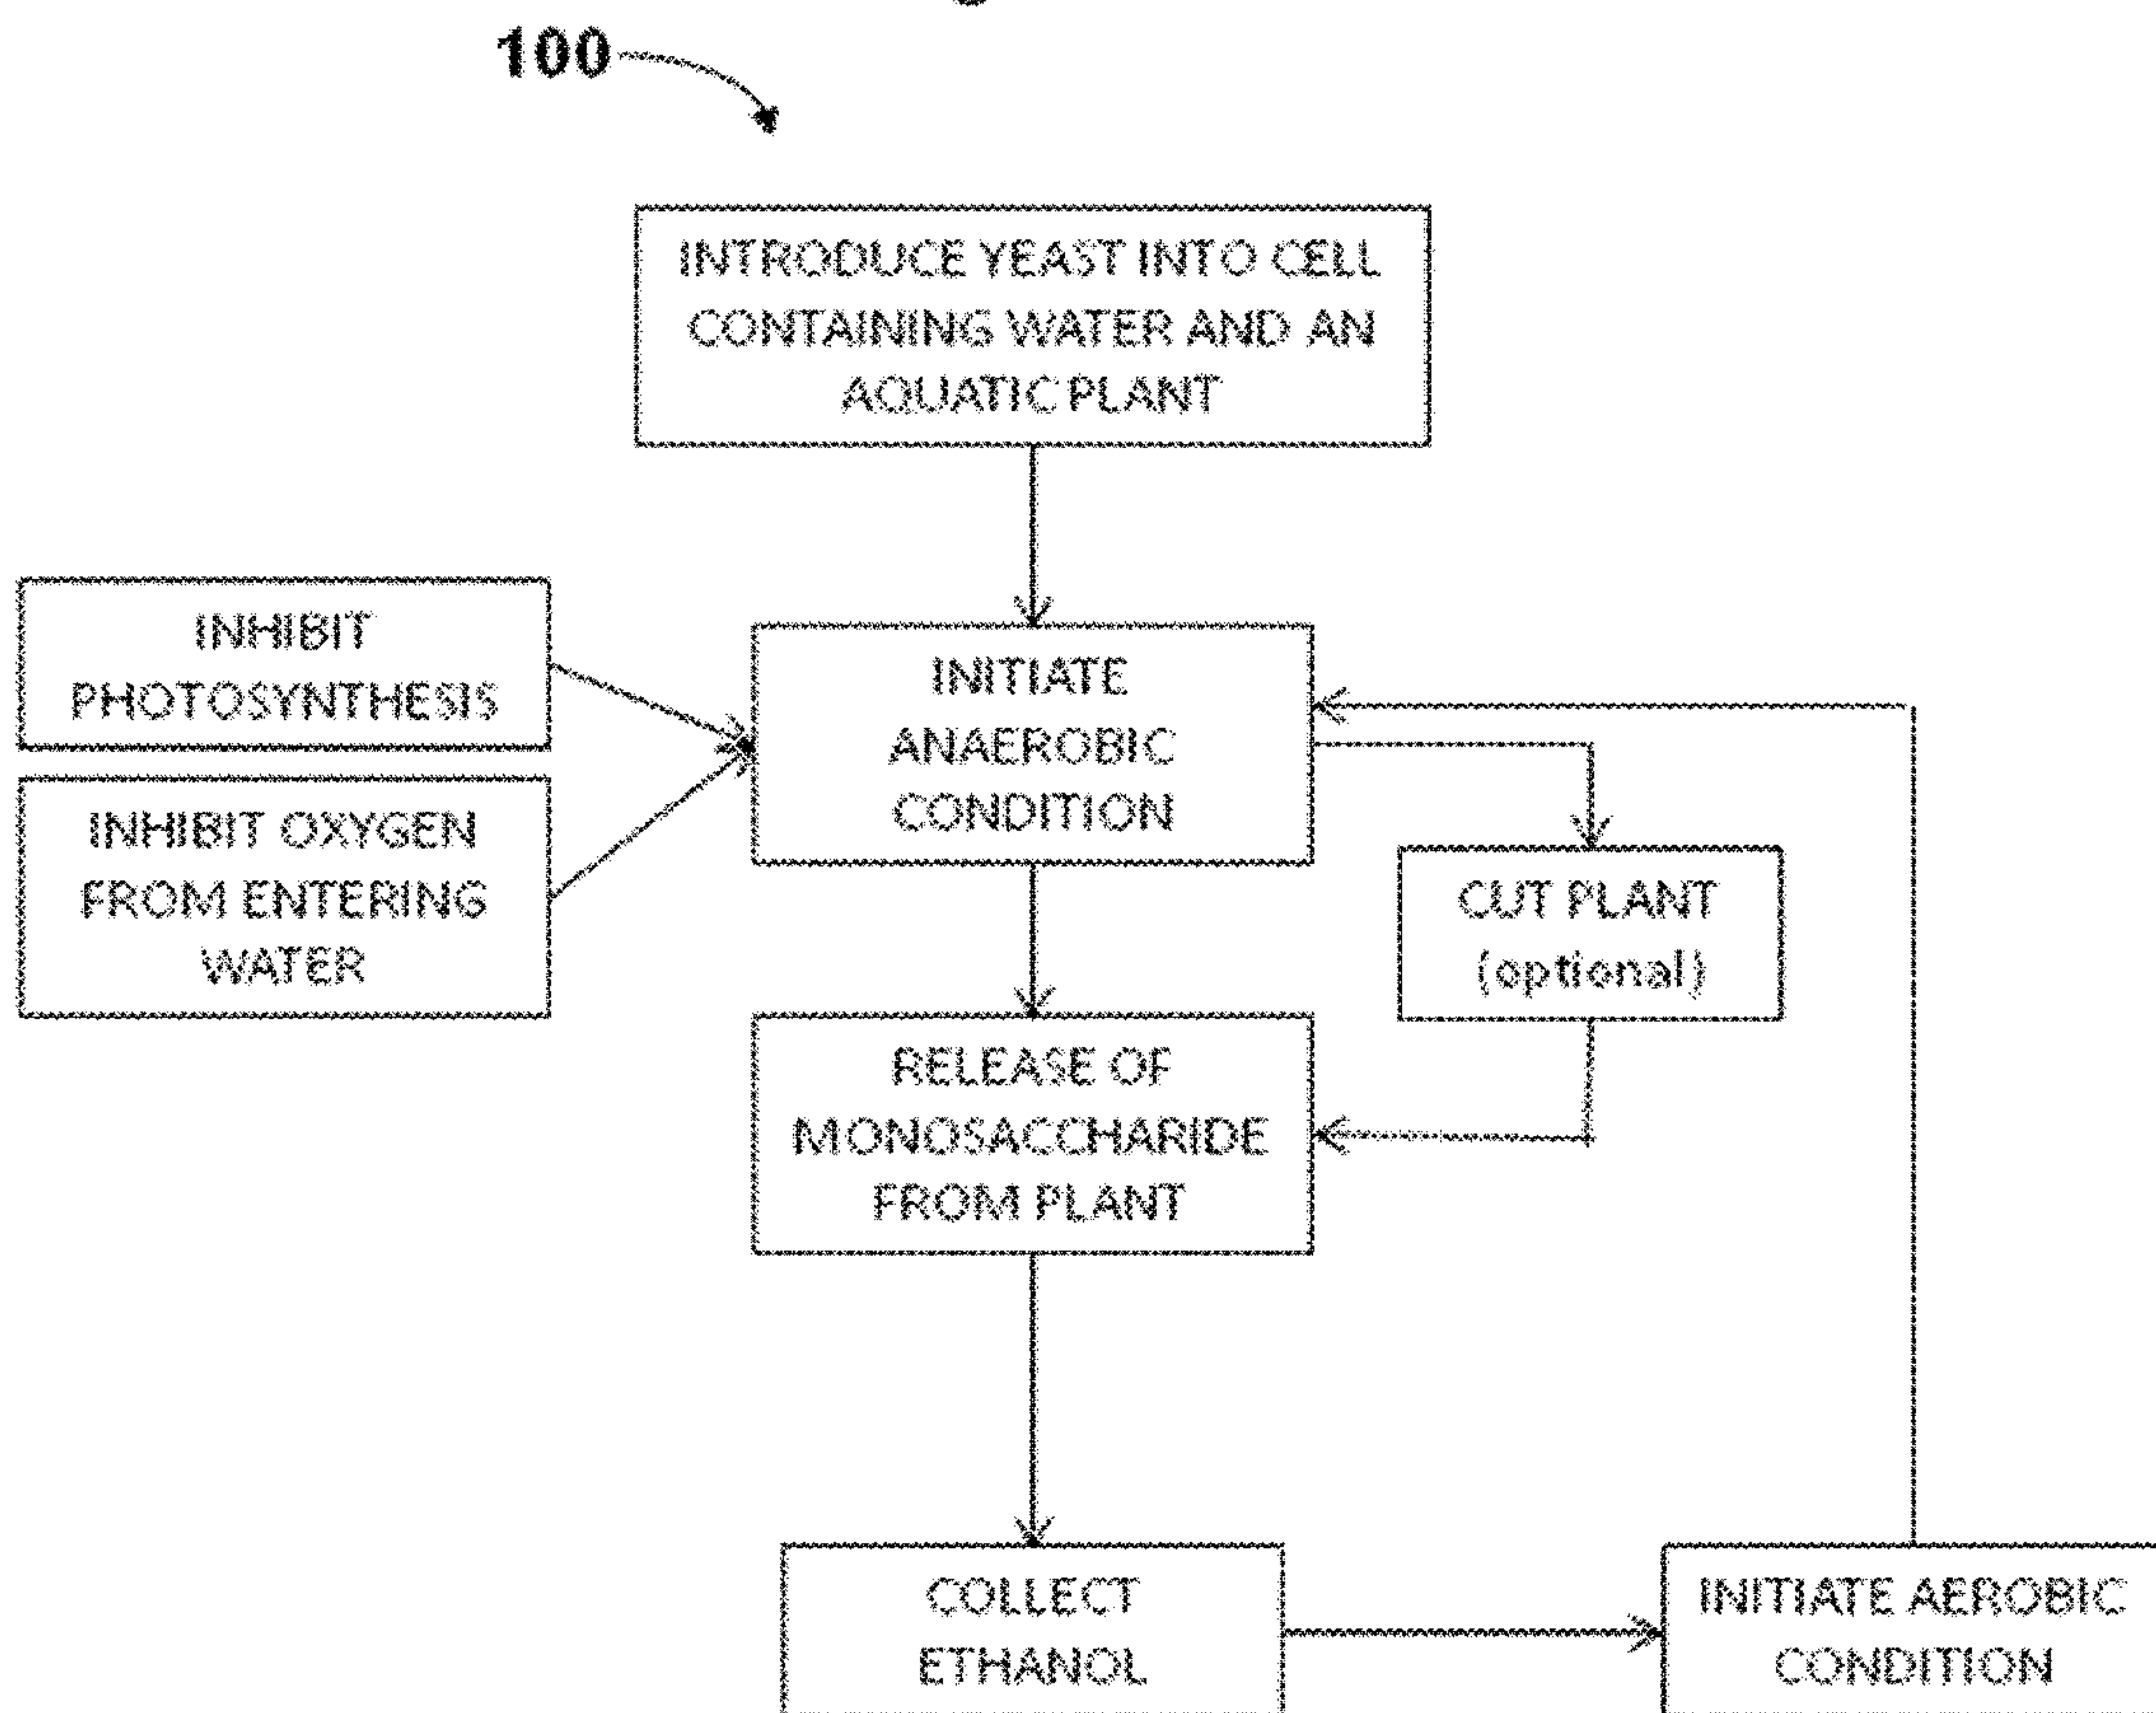 100
INTRODUCE YEAST INTO CELL
CONTAINING WATER AND AN
AQUATIC PLANT
INHIBIT
PHOTOSYNTHESIS
INHIBIT OXYGEN
FROM ENTERING
WATER
INITIATE
ANAEROBIC
CONDITION
CUT PLANT
(optional)
RELEASE OF
MONOSACCHARIDE
FROM PLANT
COLLECT
ETHANOL
INITIATE AEROBIC
CONDITION